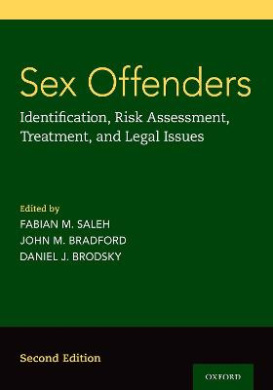 Sex Offenders
Identification, Risk Assessment,
Treatment, and Legal Issues
Edited by
FABIAN M. SALEH
JOHN M. BRADFORD
DANIEL J. BRODSKY
Second Edition
OXFORD